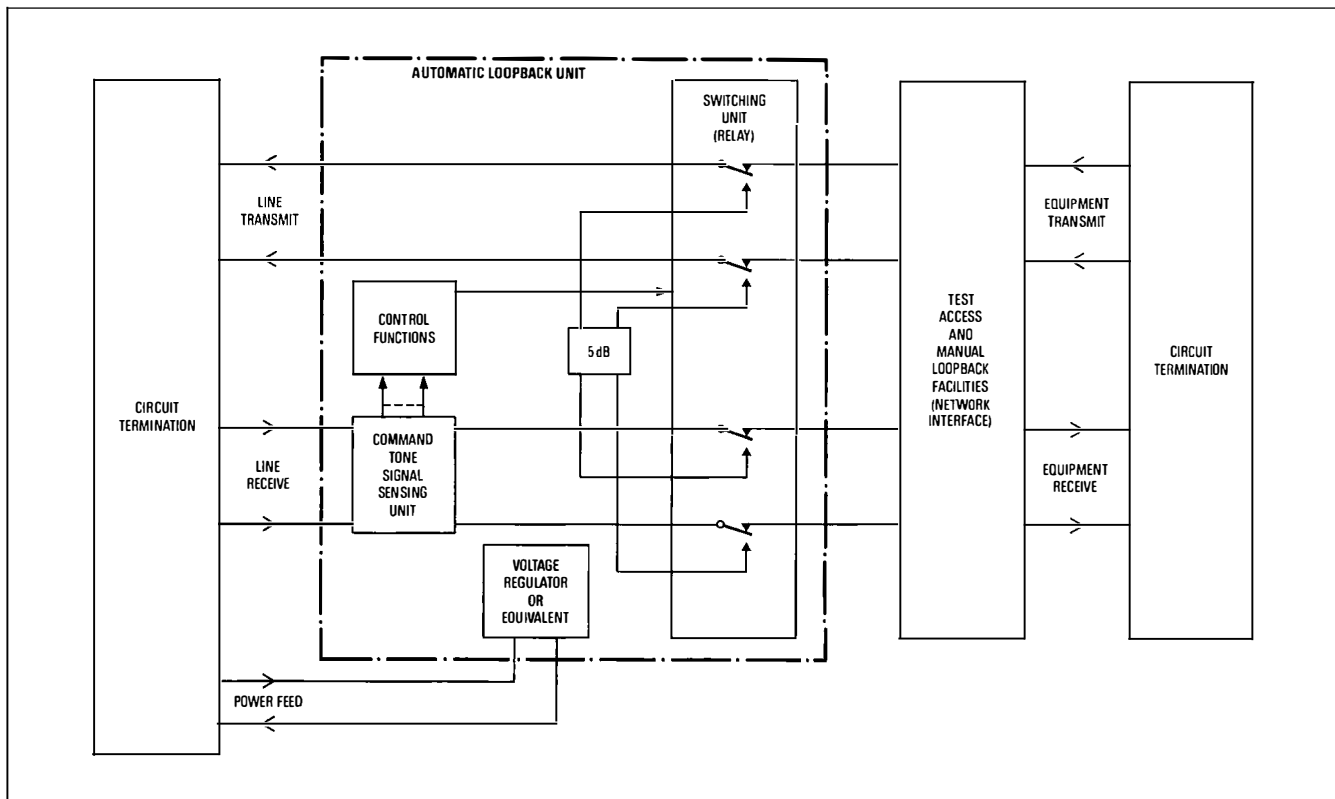 AUTOMATIC LOOPBACK UNIT
SWITCHING
UNIT
(RELAY)
LINE
TRANSMIT
EQUIPMENT
TRANSMIT
CONTROL
FUNCTIONS
5 dB
TEST
ACCESS
AND
MANUAL
LOOPBACK
FACILITIES
(NETWORK
INTERFACE)
CIRCUIT
TERMINATION
CIRCUIT
TERMINATION
COMMAND
TONE
SIGNAL
SENSING
UNIT
LINE
RECEIVE
EQUIPMENT
RECEIVE
VOLTAGE
REGULATOR
OR
EQUIVALENT
POWER FEED